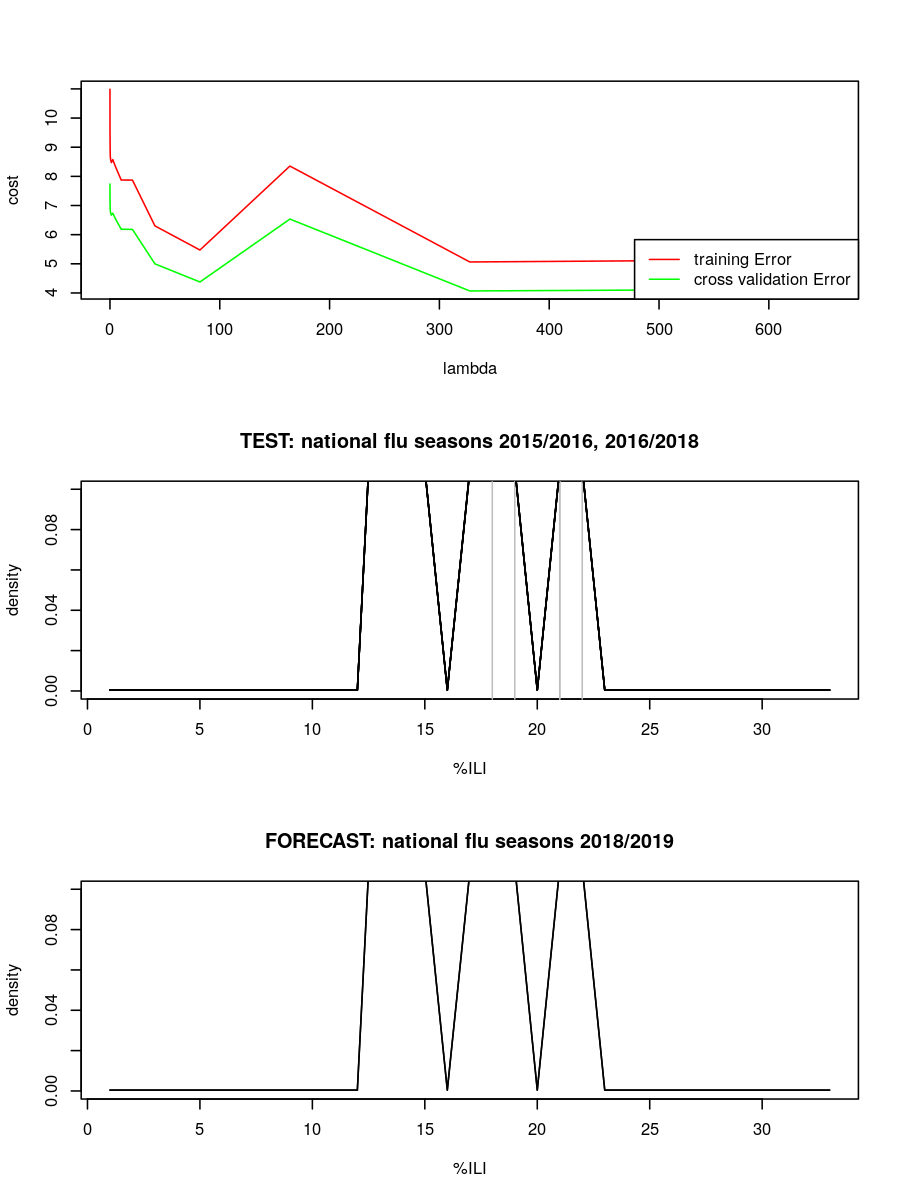 cost
10
9
8
7
6
5
4
training Error
cross validation Error
0 100 200 300 400 500 600
lambda
TEST: national flu seasons 2015/2016, 2016/2018
density
0.08
0.04
0.00
0 5 10 15 20 25 30
%ILI
FORECAST: national flu seasons 2018/2019
density
0.08
0.04
0.00
0 5 10 15 20 25 30
%ILI